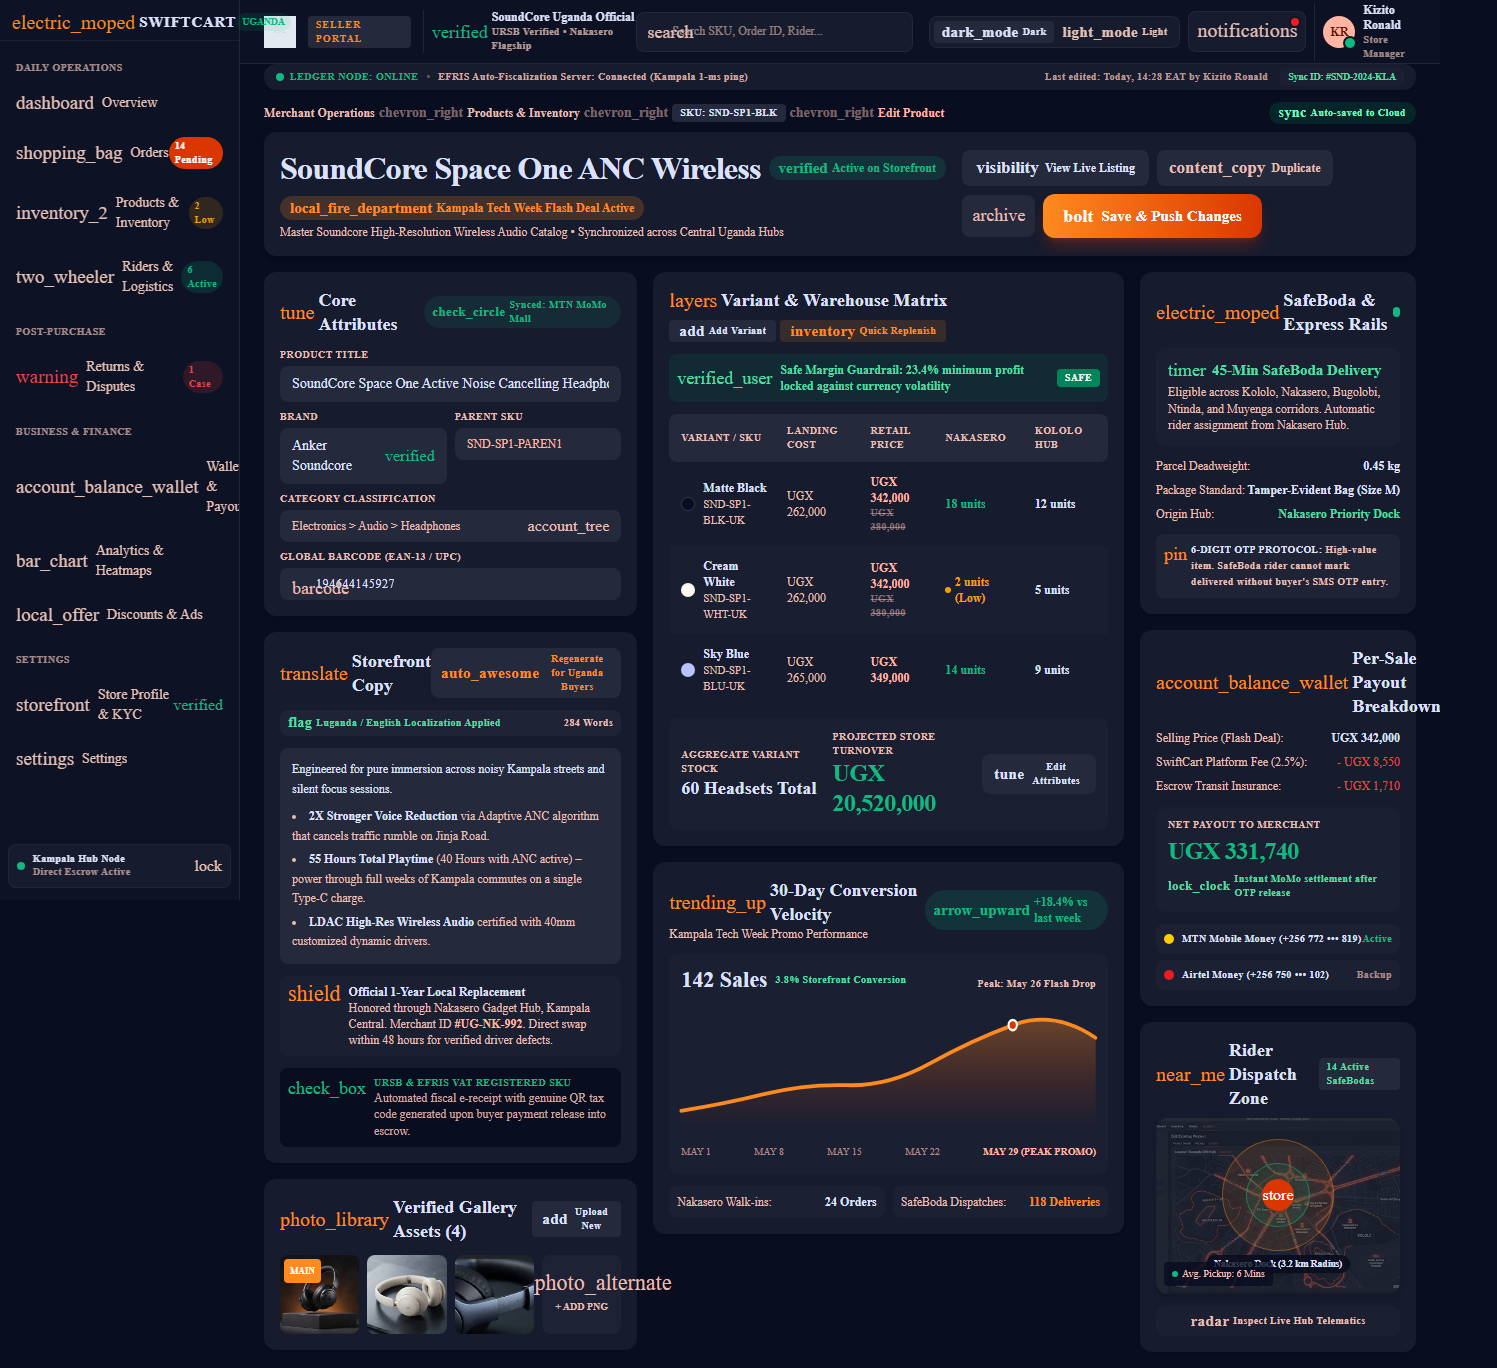 electric_moped SWIFTCART UGANDA
DAILY OPERATIONS
dashboard Overview
shopping_bag Orders 14 Pending
inventory_2 Products & Inventory 2 Low
two_wheeler Riders & Logistics 6 Active
POST-PURCHASE
warning Returns & Disputes 1 Case
BUSINESS & FINANCE
account_balance_wallet Walle & Payou
bar_chart Analytics & Heatmaps
local_offer Discounts & Ads
SETTINGS
storefront Store Profile & KYC verified
settings Settings
Kampala Hub Node
Direct Escrow Active
lock
SELLER PORTAL
verified SoundCore Uganda Official
URSB Verified • Nakasero Flagship
search Search SKU, Order ID, Rider...
dark_mode Dark light_mode Light
notifications
KR Kizito Ronald
Store Manager
LEDGER NODE: ONLINE • EFRIS Auto-Fiscalization Server: Connected (Kampala 1-ms ping)
Last edited: Today, 14:28 EAT by Kizito Ronald Sync ID: #SND-2024-KLA
Merchant Operations chevron_right Products & Inventory chevron_right SKU: SND-SP1-BLK chevron_right Edit Product
sync Auto-saved to Cloud
SoundCore Space One ANC Wireless verified Active on Storefront
local_fire_department Kampala Tech Week Flash Deal Active
Master Soundcore High-Resolution Wireless Audio Catalog • Synchronized across Central Uganda Hubs
visibility View Live Listing content_copy Duplicate
archive bolt Save & Push Changes
tune Core Attributes check_circle Synced: MTN MoMo Mall
PRODUCT TITLE
SoundCore Space One Active Noise Cancelling Headpho
BRAND PARENT SKU
Anker Soundcore verified SND-SP1-PAREN1
CATEGORY CLASSIFICATION
Electronics > Audio > Headphones account_tree
GLOBAL BARCODE (EAN-13 / UPC)
barcode 194644145927
translate Storefront Copy auto_awesome Regenerate for Uganda Buyers
flag Luganda / English Localization Applied 284 Words
Engineered for pure immersion across noisy Kampala streets and
silent focus sessions.
• 2X Stronger Voice Reduction via Adaptive ANC algorithm
that cancels traffic rumble on Jinja Road.
• 55 Hours Total Playtime (40 Hours with ANC active) –
power through full weeks of Kampala commutes on a single
Type-C charge.
• LDAC High-Res Wireless Audio certified with 40mm
customized dynamic drivers.
shield Official 1-Year Local Replacement
Honored through Nakasero Gadget Hub, Kampala
Central. Merchant ID #UG-NK-992. Direct swap
within 48 hours for verified driver defects.
check_box URSB & EFRIS VAT REGISTERED SKU
Automated fiscal e-receipt with genuine QR tax
code generated upon buyer payment release into
escrow.
photo_library Verified Gallery Assets (4) add Upload New
MAIN
photo_alternate
+ ADD PNG
layers Variant & Warehouse Matrix
add Add Variant inventory Quick Replenish
verified_user Safe Margin Guardrail: 23.4% minimum profit
locked against currency volatility
SAFE
VARIANT / SKU LANDING COST RETAIL PRICE NAKASERO KOLOLO HUB
Matte Black SND-SP1-BLK-UK UGX 262,000 UGX 342,000 UGX 380,000 18 units 12 units
Cream White SND-SP1-WHT-UK UGX 262,000 UGX 342,000 UGX 380,000 2 units (Low) 5 units
Sky Blue SND-SP1-BLU-UK UGX 265,000 UGX 349,000 14 units 9 units
AGGREGATE VARIANT STOCK
60 Headsets Total
PROJECTED STORE TURNOVER
UGX 20,520,000
tune Edit Attributes
trending_up 30-Day Conversion Velocity arrow_upward +18.4% vs last week
Kampala Tech Week Promo Performance
142 Sales 3.8% Storefront Conversion Peak: May 26 Flash Drop
MAY 1 MAY 8 MAY 15 MAY 22 MAY 29 (PEAK PROMO)
Nakasero Walk-ins: 24 Orders
SafeBoda Dispatches: 118 Deliveries
electric_moped SafeBoda & Express Rails
timer 45-Min SafeBoda Delivery
Eligible across Kololo, Nakasero, Bugolobi,
Ntinda, and Muyenga corridors. Automatic
rider assignment from Nakasero Hub.
Parcel Deadweight: 0.45 kg
Package Standard: Tamper-Evident Bag (Size M)
Origin Hub: Nakasero Priority Dock
pin 6-DIGIT OTP PROTOCOL: High-value
item. SafeBoda rider cannot mark
delivered without buyer's SMS OTP entry.
account_balance_wallet Per-Sale Payout Breakdown
Selling Price (Flash Deal): UGX 342,000
SwiftCart Platform Fee (2.5%): - UGX 8,550
Escrow Transit Insurance: - UGX 1,710
NET PAYOUT TO MERCHANT
UGX 331,740
lock_clock Instant MoMo settlement after OTP release
MTN Mobile Money (+256 772 ••• 819) Active
Airtel Money (+256 750 ••• 102) Backup
near_me Rider Dispatch Zone 14 Active SafeBodas
store
Nakasero Dock (3.2 km Radius)
Avg. Pickup: 6 Mins
radar Inspect Live Hub Telematics